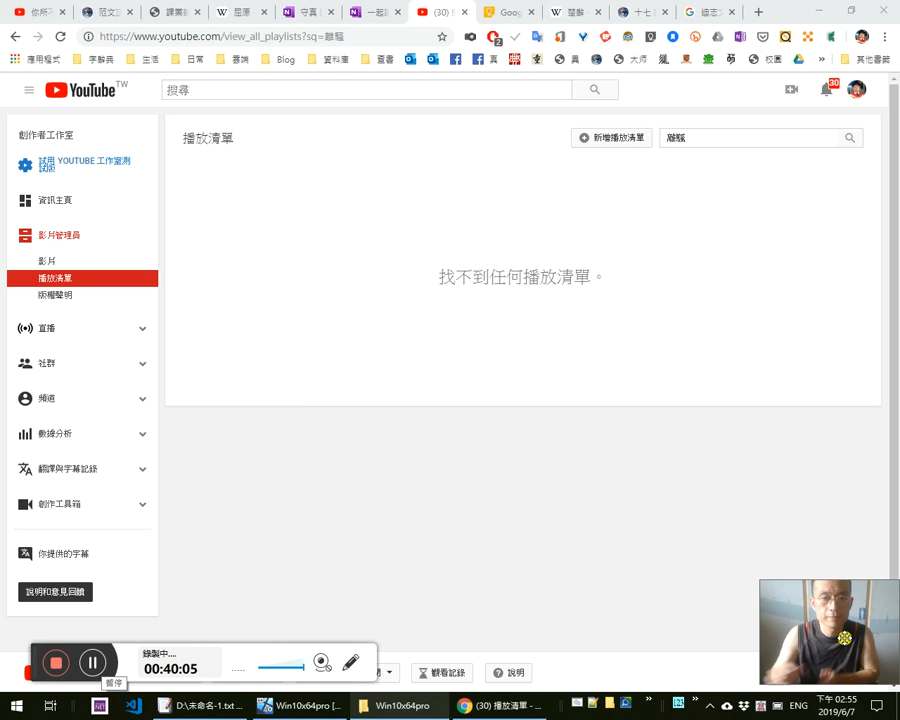 你所不
范文正
課業
屈原
守真
一起
(30)
Goog
楚辭
十七
迪志文
https://www.youtube.com/view_all_playlists?sq=離騷
應用程式
字辭典
生活
日常
雲端
Blog
資料庫
查書
真
大师
校園
其他書籤
YouTube TW
搜尋
30
創作者工作室
播放清單
新增播放清單
離騷
試用 YOUTUBE 工作室測
試版
資訊主頁
影片管理員
影片
播放清單
版權聲明
找不到任何播放清單。
直播
社群
頻道
數據分析
翻譯與字幕記錄
創作工具箱
你提供的字幕
說明和意見回饋
錄製中....
00:40:05
暫停
觀看記錄
說明
D:\未命名-1.txt ...
Win10x64pro [...
Win10x64pro
(30) 播放清單 - ...
ENG
下午 02:55
2019/6/7